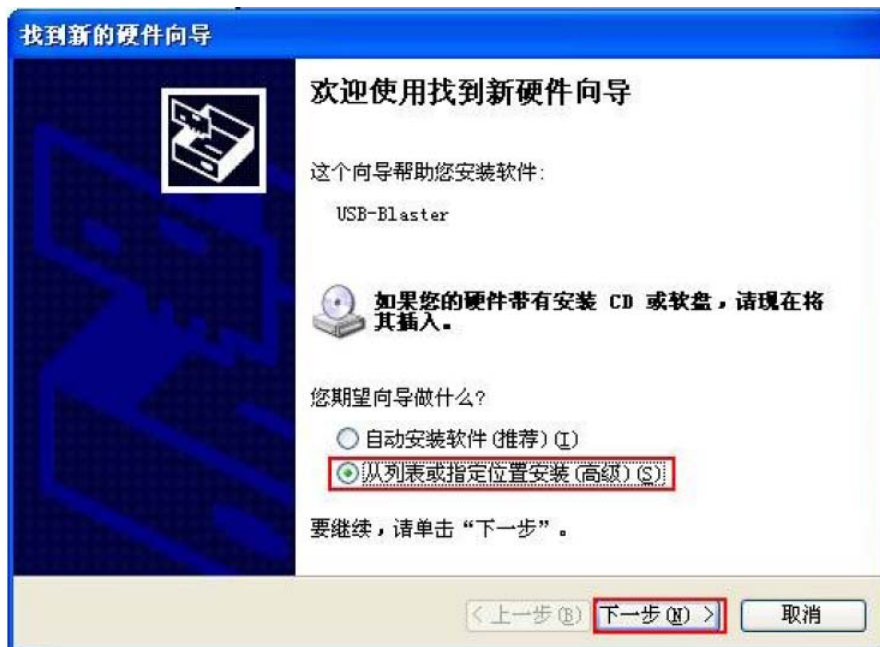 找到新的硬件向导
欢迎使用找到新硬件向导
这个向导帮助您安装软件:
USB-Blaster
如果您的硬件带有安装 CD 或软盘，请现在将
其插入。
您期望向导做什么?
自动安装软件(推荐)(I)
从列表或指定位置安装(高级)(S)
要继续，请单击“下一步”。
<上一步(B) 下一步(N) > 取消